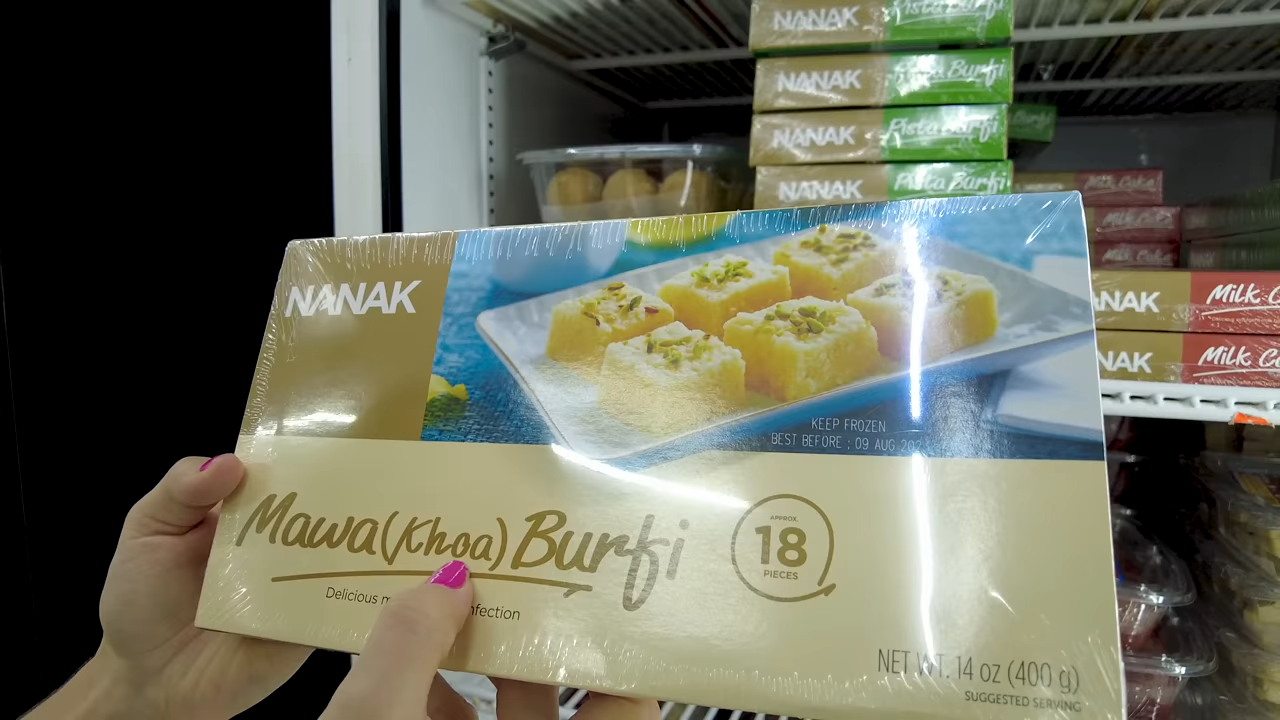 NANAK Pista Burfi
NANAK Burfi
NANAK Pista Burfi
NANAK Pista Burfi
Milk Cake
NANAK
KEEP FROZEN
BEST BEFORE : 09 AUG
NANAK Milk
NANAK Milk
Mawa (Khoa) Burfi
APPROX.
18
PIECES
Delicious
NET WT. 14 oz (400 g)
SUGGESTED SERVING